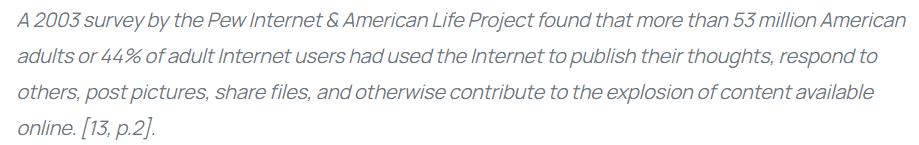 A 2003 survey by the Pew Internet & American Life Project found that more than 53 million American
adults or 44% of adult Internet users had used the Internet to publish their thoughts, respond to
others, post pictures, share files, and otherwise contribute to the explosion of content available
online. [13, p.2].